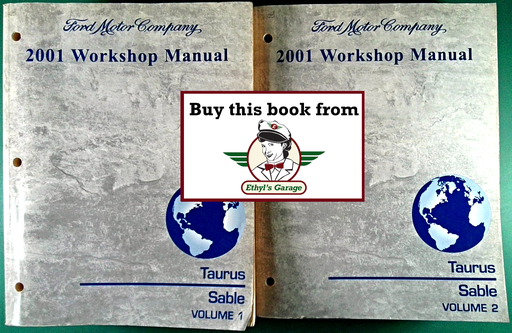 Ford Motor Company
2001 Workshop Manual
Taurus
Sable
VOLUME 1
Ford Motor Company
2001 Workshop Manual
Taurus
Sable
VOLUME 2
Buy this book from
Ethyl's Garage